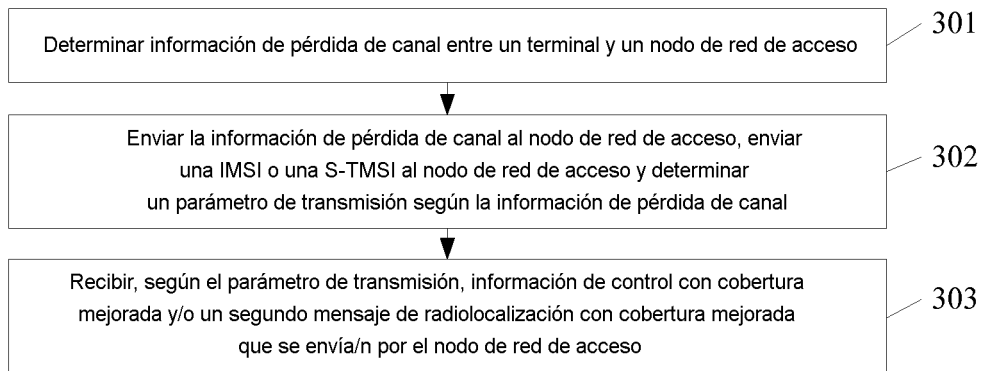 Determinar información de pérdida de canal entre un terminal y un nodo de red de acceso
301
Enviar la información de pérdida de canal al nodo de red de acceso, enviar
una IMSI o una S-TMSI al nodo de red de acceso y determinar
un parámetro de transmisión según la información de pérdida de canal
302
Recibir, según el parámetro de transmisión, información de control con cobertura
mejorada y/o un segundo mensaje de radiolocalización con cobertura mejorada
que se envía/n por el nodo de red de acceso
303